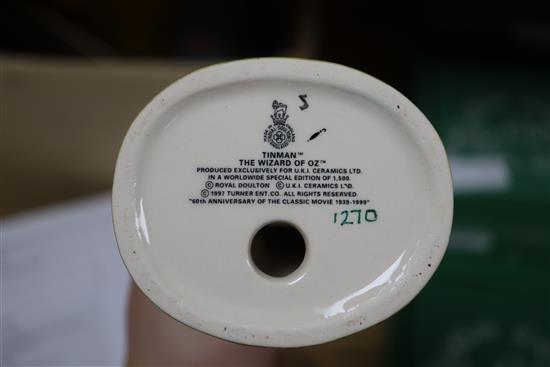 5
TINMAN™
THE WIZARD OF OZ™
PRODUCED EXCLUSIVELY FOR U.K.I. CERAMICS LTD.
IN A WORLDWIDE SPECIAL EDITION OF 1,500.
© ROYAL DOULTON © U.K.I. CERAMICS LTD.
© 1997 TURNER ENT. CO. ALL RIGHTS RESERVED.
"60th ANNIVERSARY OF THE CLASSIC MOVIE 1939-1999"
1270